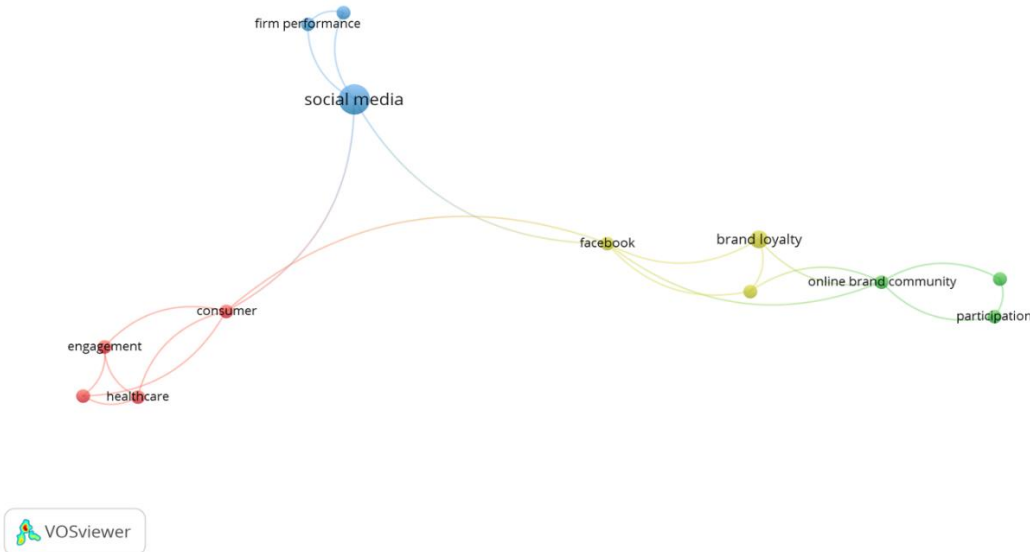 firm performance
social media
facebook
brand loyalty
online brand community
participation
consumer
engagement
healthcare
VOSviewer